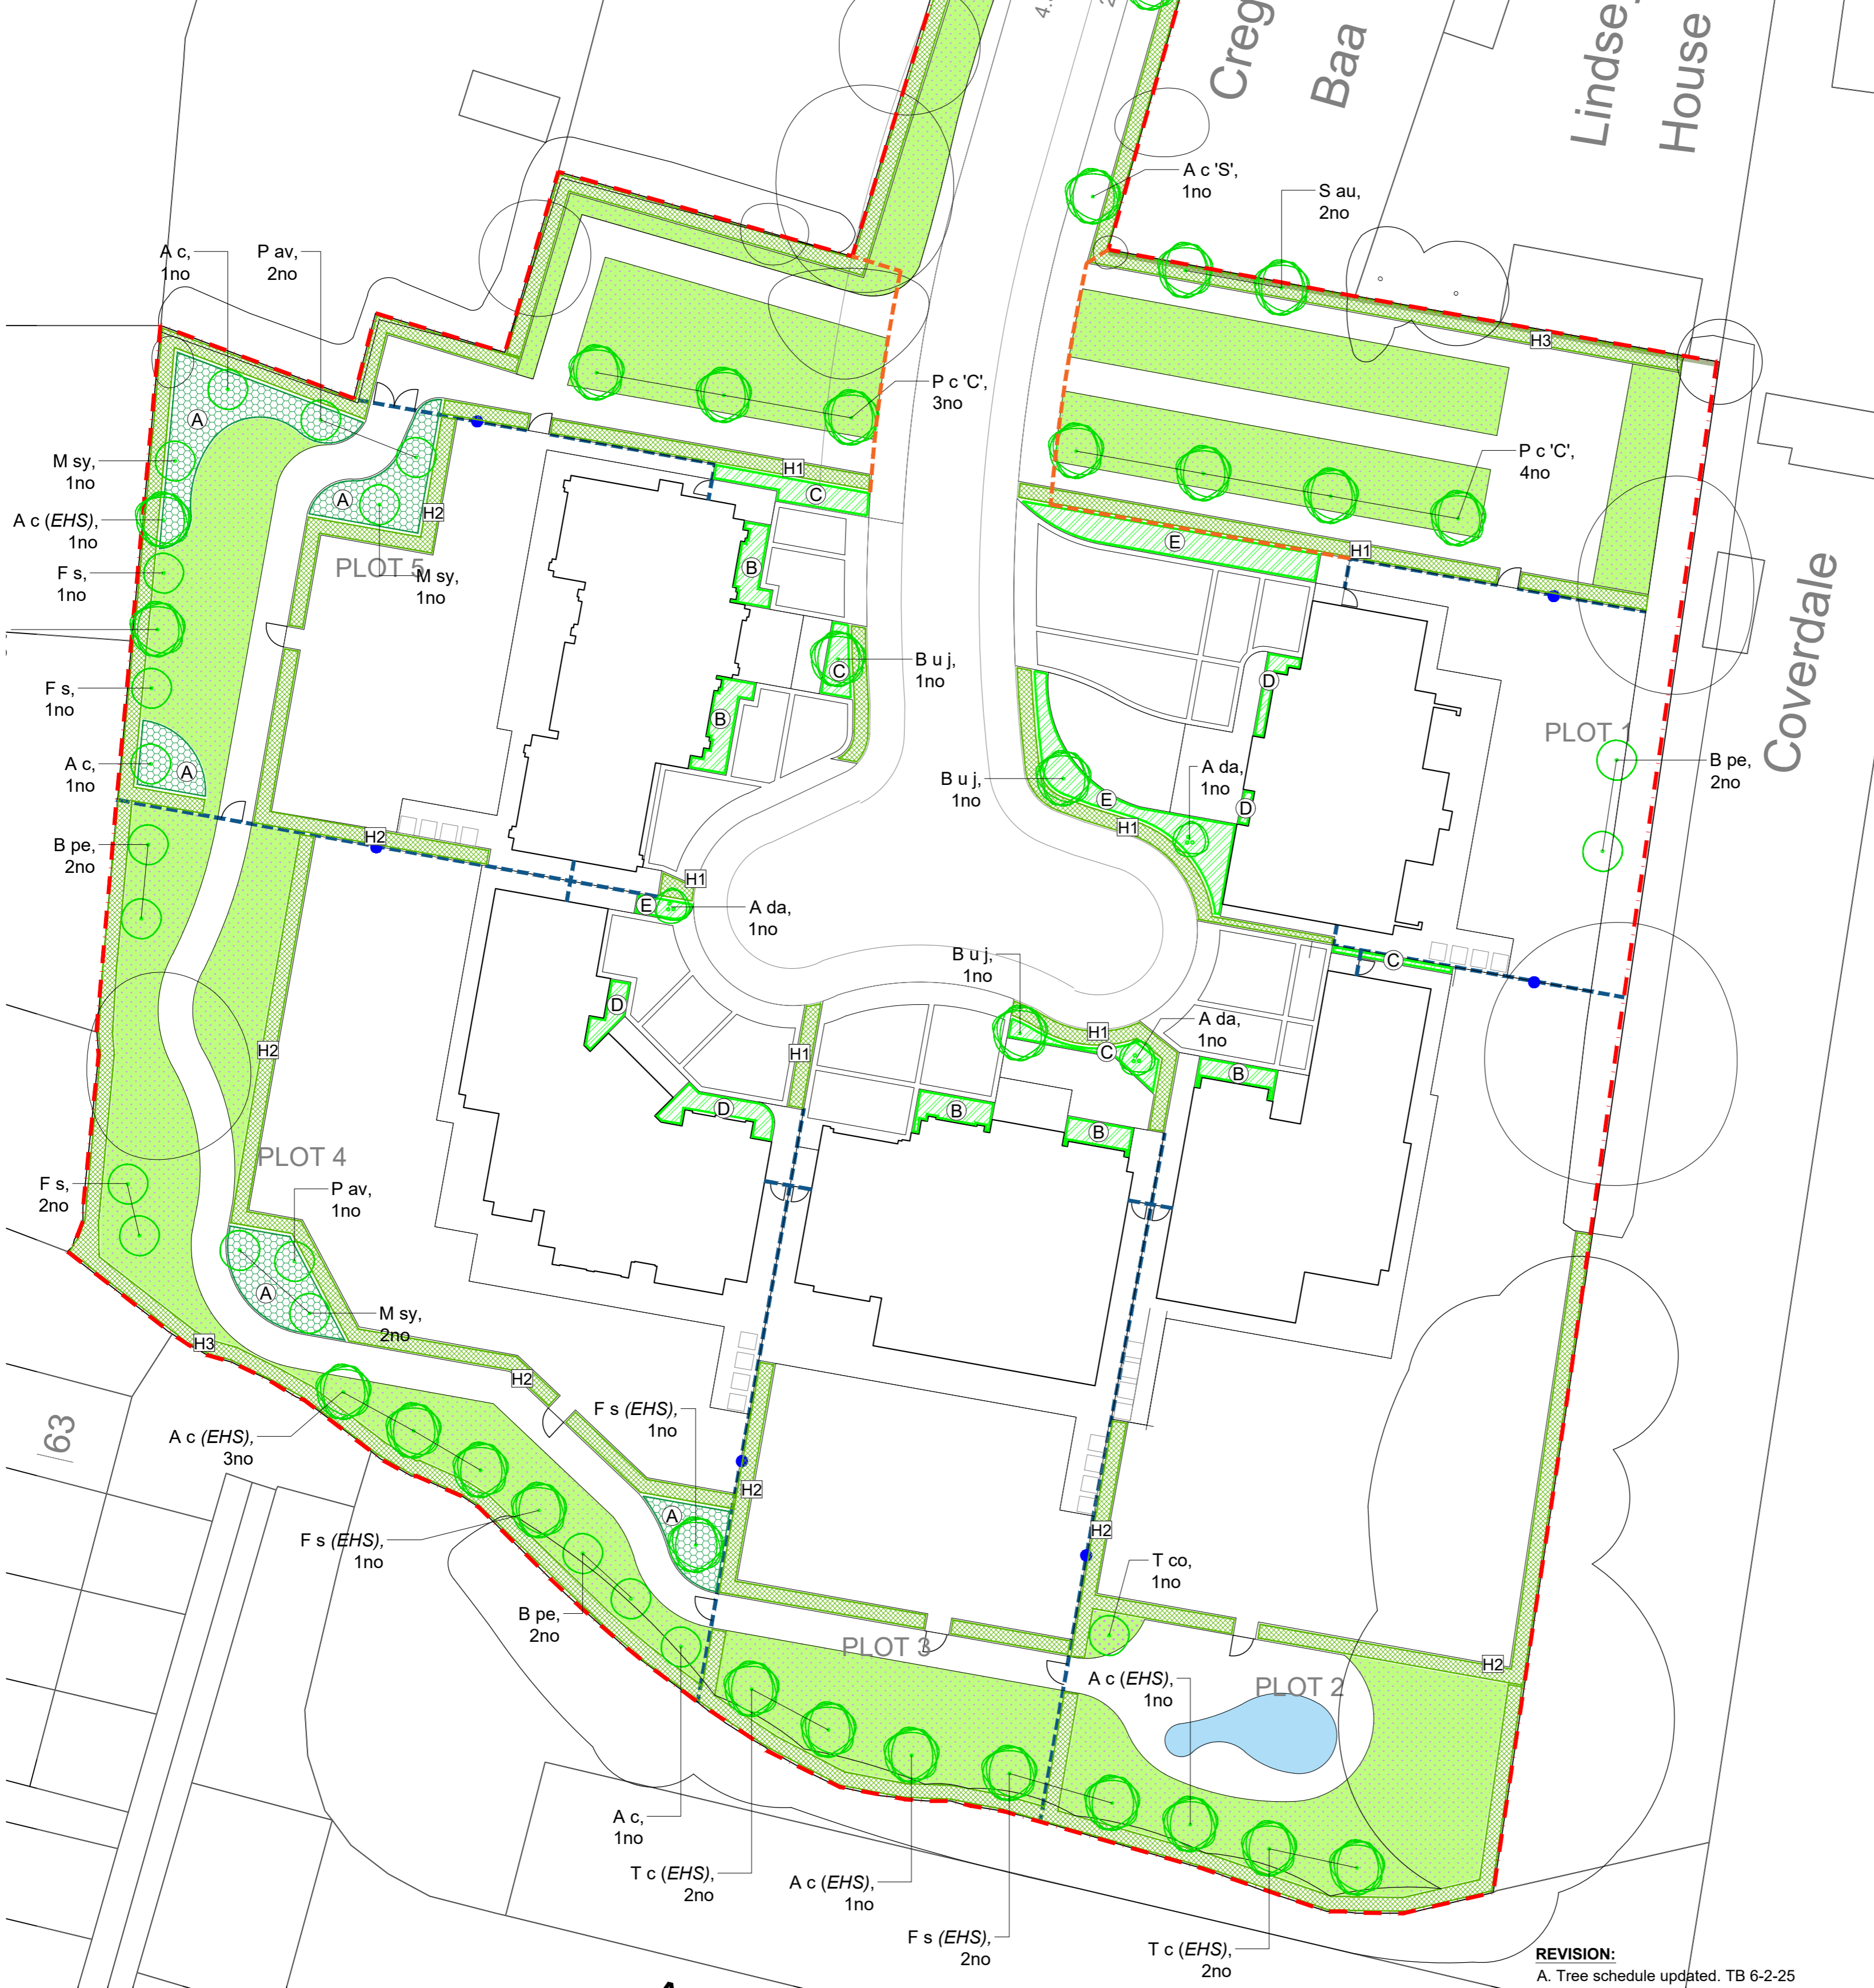 Creg
Baa
Lindse
House
Coverdale
A c 'S',
1no
S au,
2no
A c,
1no
P av,
2no
H3
P c 'C',
3no
A
M sy,
1no
H1
C
P c 'C',
4no
A
H2
A c (EHS),
1no
E
H1
PLOT 5
M sy,
1no
B
F s,
1no
B u j,
1no
C
D
F s,
1no
B
PLOT 1
A c,
1no
A
B u j,
1no
A da,
1no
B pe,
2no
E
D
H1
B pe,
2no
H2
H1
E
A da,
1no
B u j,
1no
C
D
A da,
1no
H1
H2
H1
C
B
D
B
B
PLOT 4
F s,
2no
P av,
1no
A
M sy,
2no
H3
H2
63
A c (EHS),
3no
F s (EHS),
1no
H2
A
H2
F s (EHS),
1no
T co,
1no
B pe,
2no
PLOT 3
H2
A c (EHS),
1no
PLOT 2
A c,
1no
T c (EHS),
2no
A c (EHS),
1no
F s (EHS),
2no
T c (EHS),
2no
REVISION:
A. Tree schedule updated. TB 6-2-25